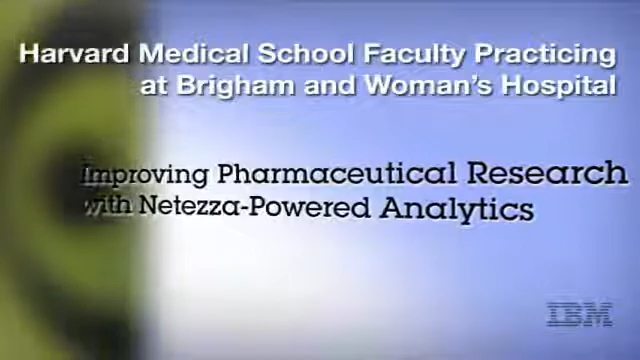 Harvard Medical School Faculty Practicing
at Brigham and Woman's Hospital
Improving Pharmaceutical Research
with Netezza-Powered Analytics
IBM